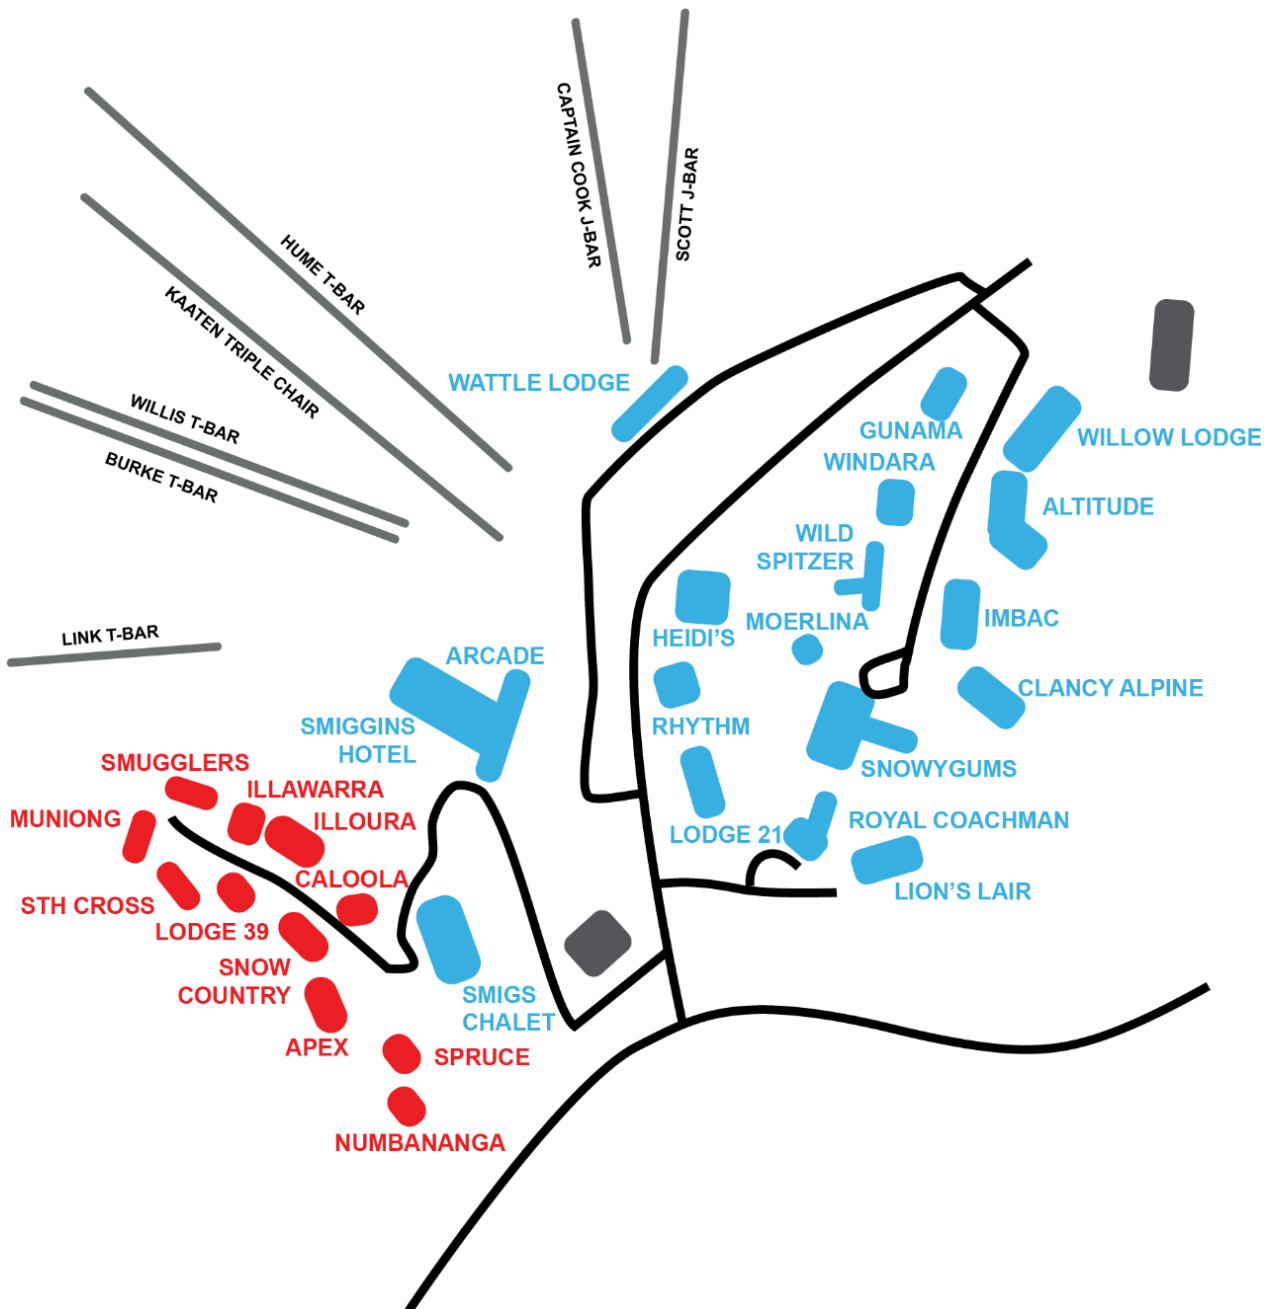 CAPTAIN COOK J-BAR
SCOTT J-BAR
HUME T-BAR
KAATEN TRIPLE CHAIR
WILLIS T-BAR
BURKE T-BAR
LINK T-BAR
WATTLE LODGE
GUNAMA
WILLOW LODGE
WINDARA
ALTITUDE
WILD
SPITZER
MOERLINA
IMBAC
HEIDI'S
ARCADE
CLANCY ALPINE
SMIGGINS
HOTEL
RHYTHM
SNOWYGUMS
SMUGGLERS
ILLAWARRA
MUNIONG
ILLOURA
LODGE 21
ROYAL COACHMAN
CALOOLA
LION'S LAIR
STH CROSS
LODGE 39
SNOW
COUNTRY
SMIGS
CHALET
APEX
SPRUCE
NUMBANANGA